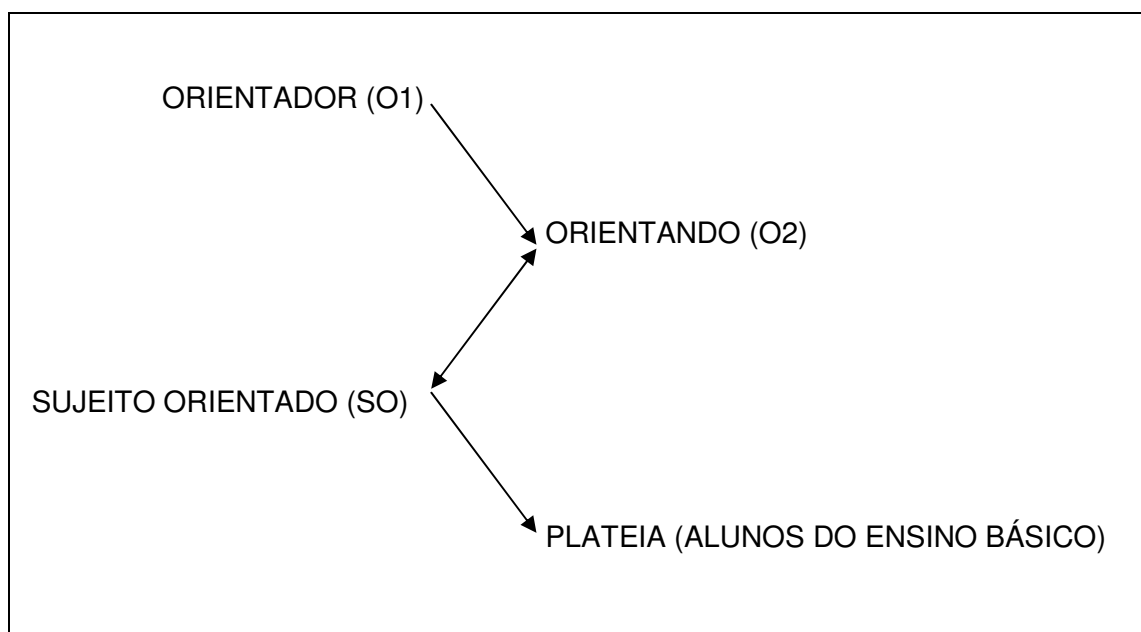 ORIENTADOR (O1)
ORIENTANDO (O2)
SUJEITO ORIENTADO (SO)
PLATEIA (ALUNOS DO ENSINO BÁSICO)